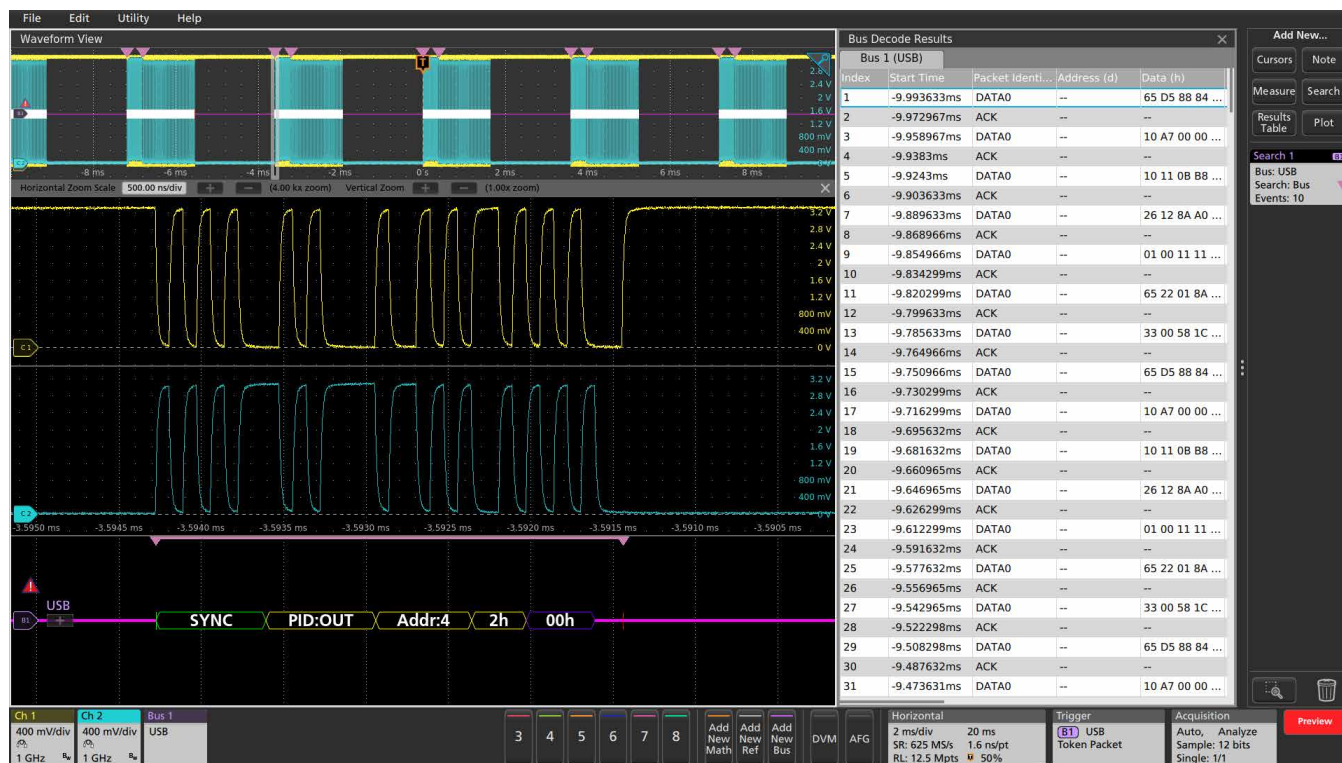 File Edit Utility Help
Waveform View
2.4 V
2 V
1.6 V
1.2 V
800 mV
400 mV
T
B1
C2
-8 ms -6 ms -4 ms -2 ms 0 s 2 ms 4 ms 6 ms 8 ms
Horizontal Zoom Scale 500.00 ns/div + − (4.00 kx zoom) Vertical Zoom + − (1.00x zoom)
3.2 V
2.8 V
2.4 V
2 V
1.6 V
1.2 V
800 mV
400 mV
C1 0 V
3.2 V
2.8 V
2.4 V
2 V
1.6 V
1.2 V
800 mV
400 mV
C2 0 V
-3.5950 ms -3.5945 ms -3.5940 ms -3.5935 ms -3.5930 ms -3.5925 ms -3.5920 ms -3.5915 ms -3.5910 ms -3.5905 ms
USB
B1 + SYNC PID:OUT Addr:4 2h 00h
Bus Decode Results
Bus 1 (USB)
Index Start Time Packet Identi... Address (d) Data (h)
1 -9.993633ms DATA0 -- 65 D5 88 84 ...
2 -9.972967ms ACK -- --
3 -9.958967ms DATA0 -- 10 A7 00 00 ...
4 -9.9383ms ACK -- --
5 -9.9243ms DATA0 -- 10 11 0B B8 ...
6 -9.903633ms ACK -- --
7 -9.889633ms DATA0 -- 26 12 8A A0 ...
8 -9.868966ms ACK -- --
9 -9.854966ms DATA0 -- 01 00 11 11 ...
10 -9.834299ms ACK -- --
11 -9.820299ms DATA0 -- 65 22 01 8A ...
12 -9.799633ms ACK -- --
13 -9.785633ms DATA0 -- 33 00 58 1C ...
14 -9.764966ms ACK -- --
15 -9.750966ms DATA0 -- 65 D5 88 84 ...
16 -9.730299ms ACK -- --
17 -9.716299ms DATA0 -- 10 A7 00 00 ...
18 -9.695632ms ACK -- --
19 -9.681632ms DATA0 -- 10 11 0B B8 ...
20 -9.660965ms ACK -- --
21 -9.646965ms DATA0 -- 26 12 8A A0 ...
22 -9.626299ms ACK -- --
23 -9.612299ms DATA0 -- 01 00 11 11 ...
24 -9.591632ms ACK -- --
25 -9.577632ms DATA0 -- 65 22 01 8A ...
26 -9.556965ms ACK -- --
27 -9.542965ms DATA0 -- 33 00 58 1C ...
28 -9.522298ms ACK -- --
29 -9.508298ms DATA0 -- 65 D5 88 84 ...
30 -9.487632ms ACK -- --
31 -9.473631ms DATA0 -- 10 A7 00 00 ...
Add New...
Cursors Note
Measure Search
Results Table Plot
Search 1
Bus: USB
Search: Bus
Events: 10
Ch 1
400 mV/div
1 GHz
Ch 2
400 mV/div
1 GHz
Bus 1
USB
3 4 5 6 7 8
Add New Math
Add New Ref
Add New Bus
DVM
AFG
Horizontal
2 ms/div 20 ms
SR: 625 MS/s 1.6 ns/pt
RL: 12.5 Mpts 50%
Trigger
B1 USB
Token Packet
Acquisition
Auto, Analyze
Sample: 12 bits
Single: 1/1
Preview